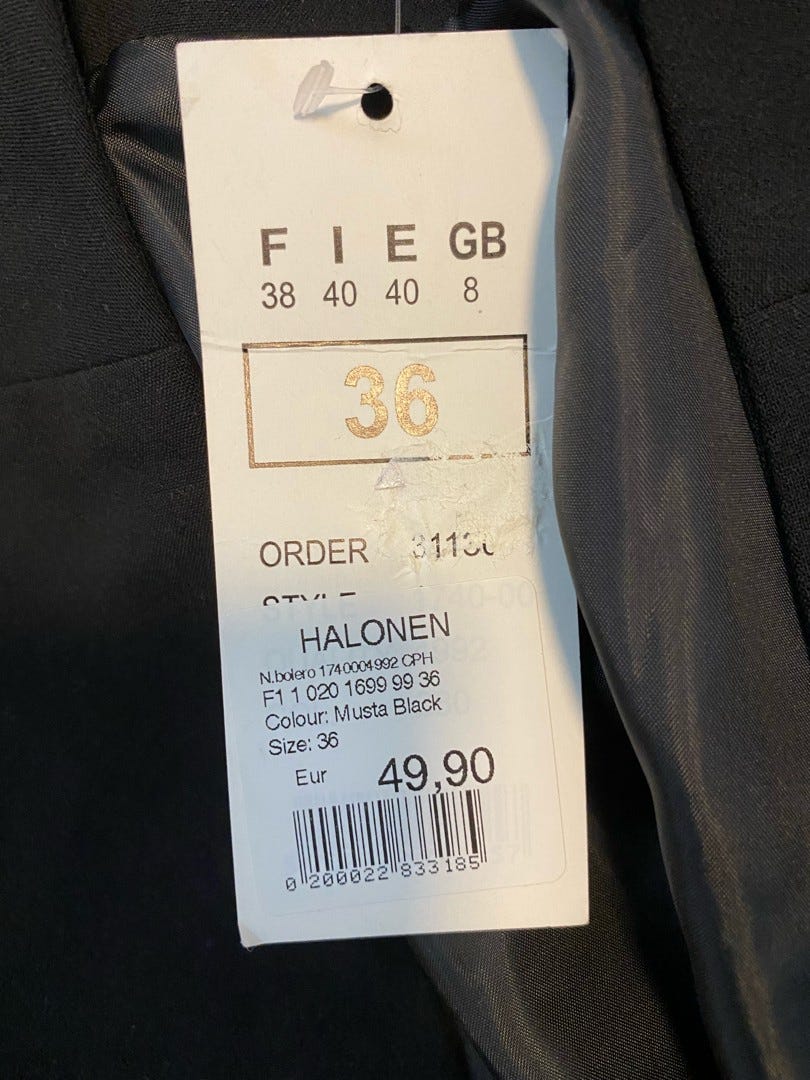 F I E GB
38 40 40 8
36
ORDER
STYLE
HALONEN
N.bolero 1740004992 CPH
F1 1 020 1699 99 36
Colour: Musta Black
Size: 36
Eur 49,90
0 200022 833185